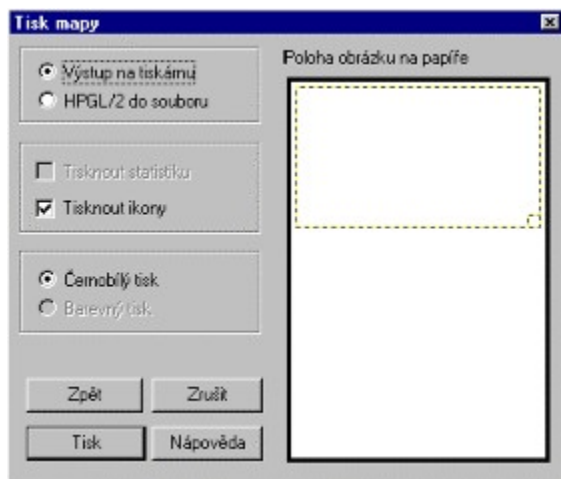 Tisk mapy
Výstup na tiskárnu
HPGL/2 do souboru
Tisknout statistiku
Tisknout ikony
Černobílý tisk
Barevný tisk
Zpět
Zrušit
Tisk
Nápověda
Poloha obrázku na papíře